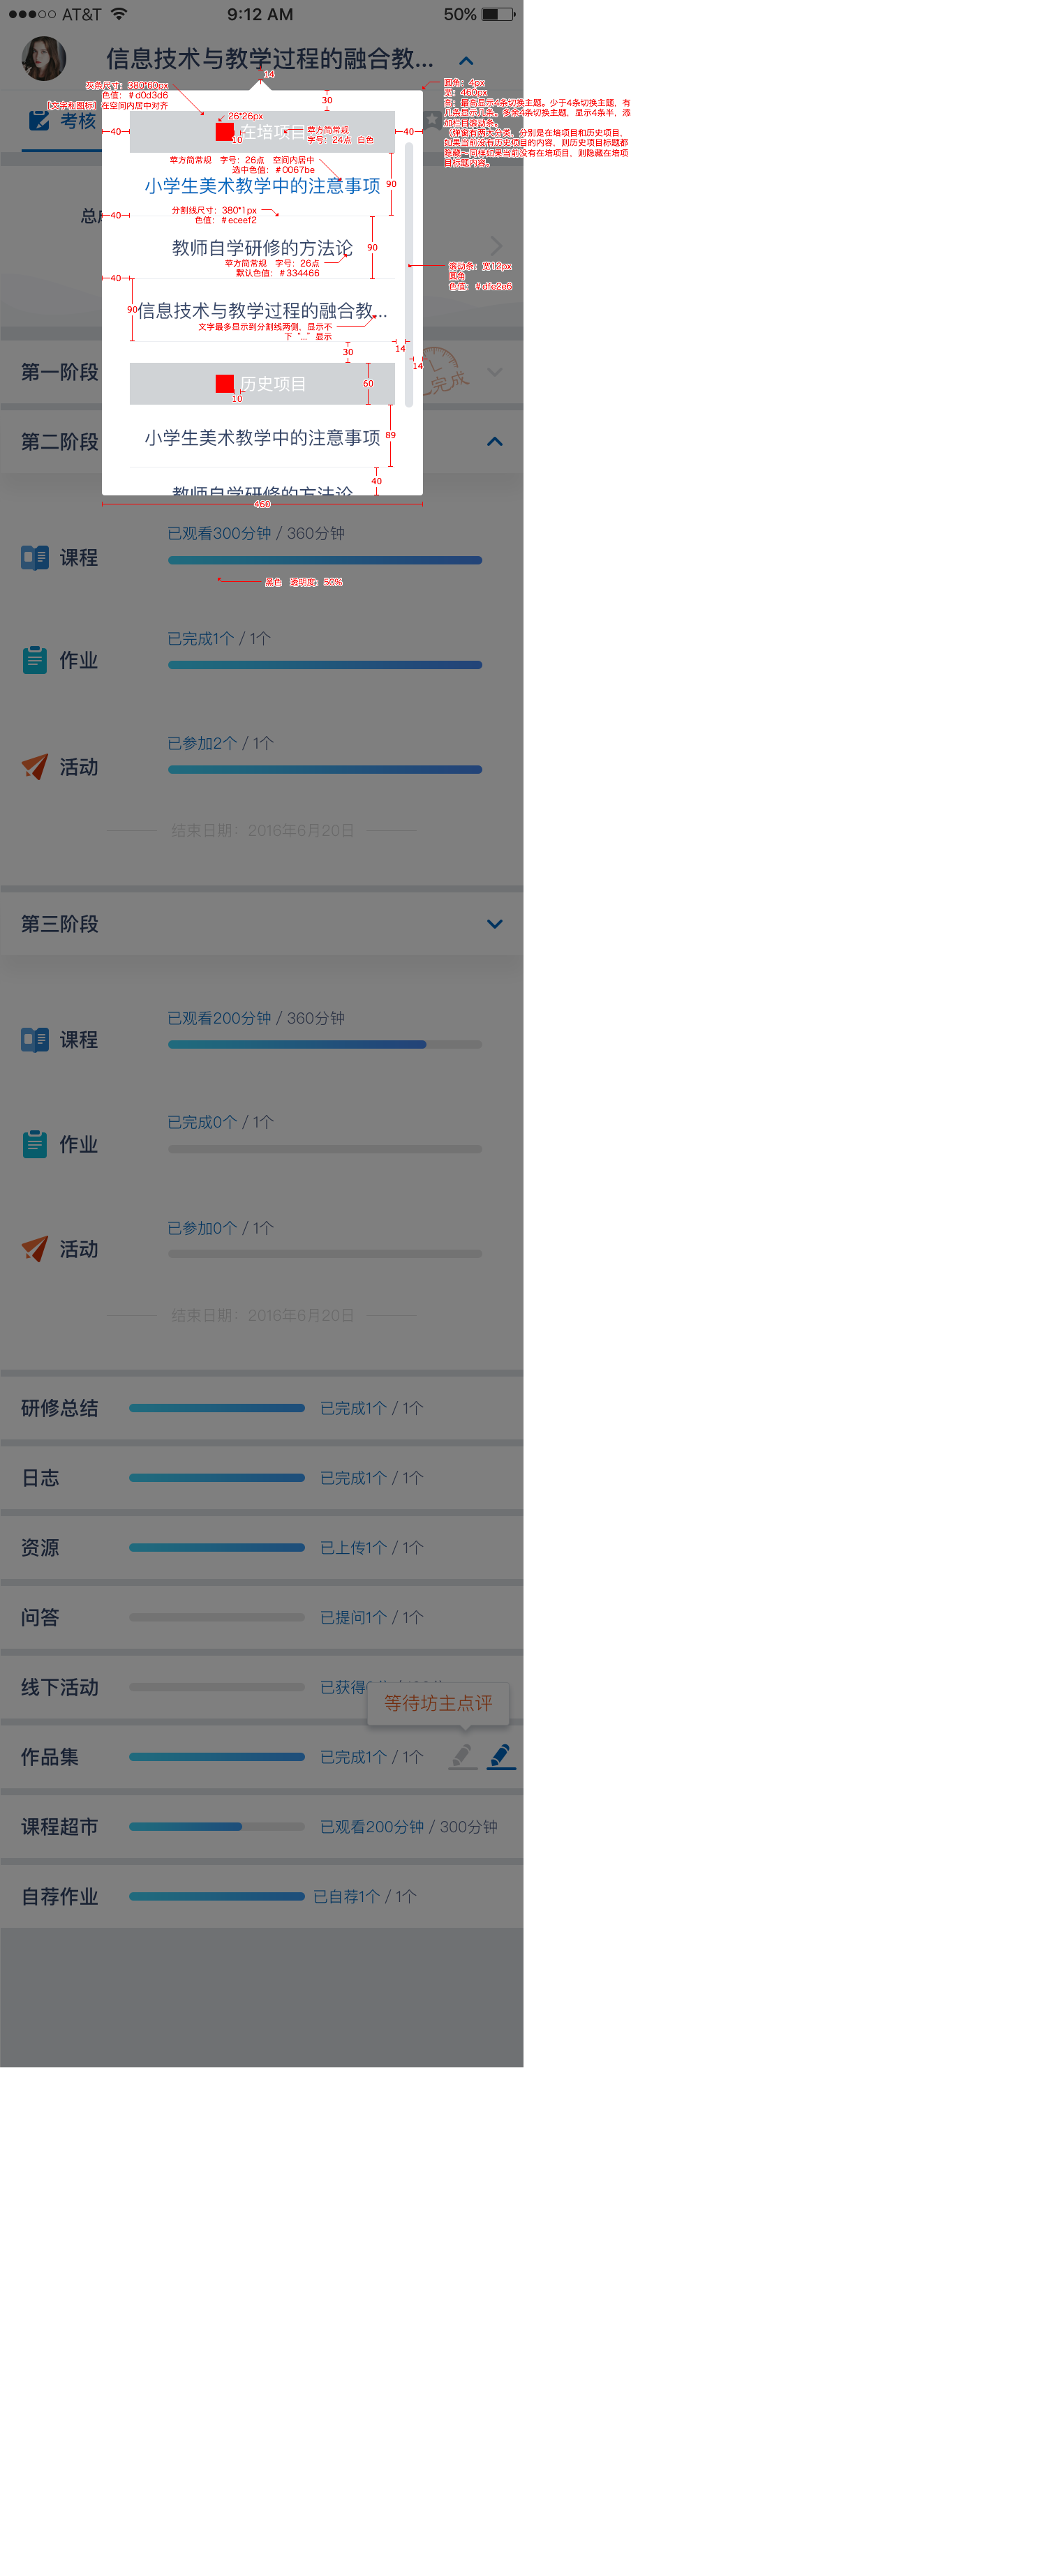 AT&T 9:12 AM 50%
信息技术与教学过程的融合教...
14
灰条尺寸：380*60px
色值：#d0d3d6
【文字和图标】在空间内居中对齐
圆角：4px
宽：460px
高：最高显示4条切换主题。少于4条切换主题，有
几条显示几条。多余4条切换主题，显示4条半，添
加栏目滚动条。
（弹窗有两大分类，分别是在培项目和历史项目，
如果当前没有历史项目的内容，则历史项目标题都
隐藏~同样如果当前没有在培项目，则隐藏在培项
目标题内容。
30
考核
26*26px
40
在培项目
10
苹方简常规
字号：24点 白色
40
苹方简常规 字号：26点 空间内居中
选中色值：#0067be
小学生美术教学中的注意事项
90
分割线尺寸：380*1px
色值：#eceef2
40
教师自学研修的方法论
90
苹方简常规 字号：26点
默认色值：#334466
滚动条：宽12px
圆角
色值：#dfe2e6
40
90
信息技术与教学过程的融合教...
文字最多显示到分割线两侧，显示不
下“...”显示
30
14
14
第一阶段
完成
历史项目
10
60
第二阶段
小学生美术教学中的注意事项
89
40
教师自学研修的方法论
460
已观看300分钟 / 360分钟
课程
黑色 透明度：50%
已完成1个 / 1个
作业
已参加2个 / 1个
活动
结束日期：2016年6月20日
第三阶段
已观看200分钟 / 360分钟
课程
已完成0个 / 1个
作业
已参加0个 / 1个
活动
结束日期：2016年6月20日
研修总结 已完成1个 / 1个
日志 已完成1个 / 1个
资源 已上传1个 / 1个
问答 已提问1个 / 1个
线下活动 已获得
等待坊主点评
作品集 已完成1个 / 1个
课程超市 已观看200分钟 / 300分钟
自荐作业 已自荐1个 / 1个